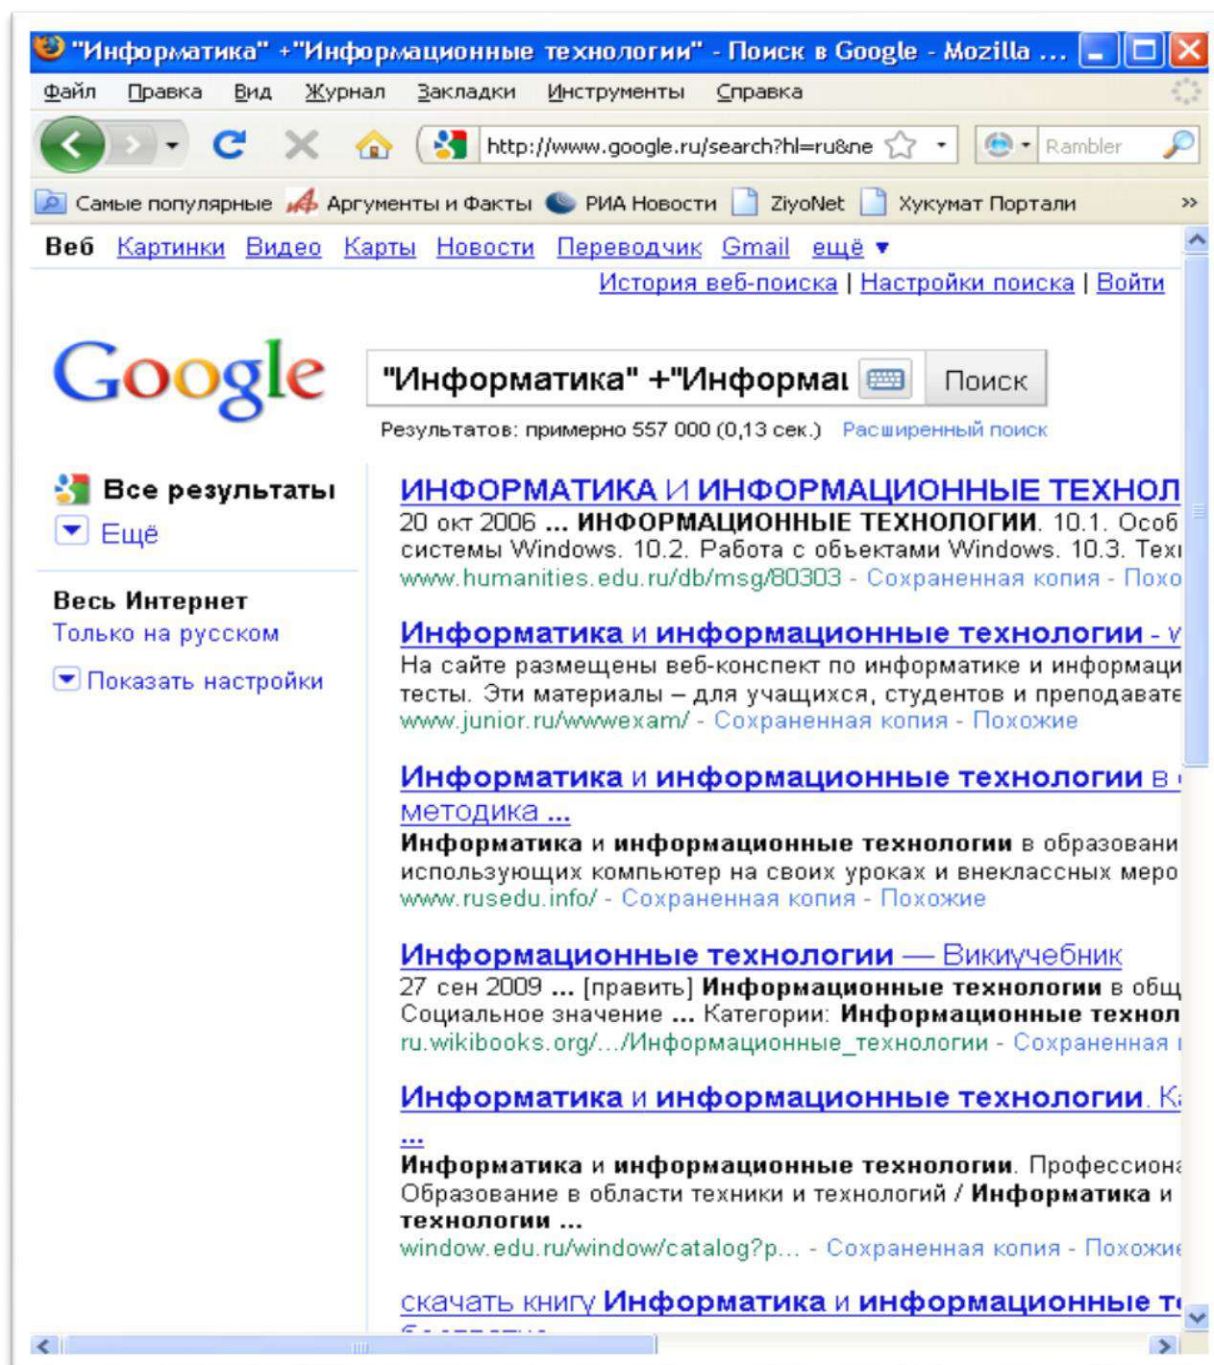 "Информатика" +"Информационные технологии" - Поиск в Google - Mozilla ...
Файл Правка Вид Журнал Закладки Инструменты Справка
http://www.google.ru/search?hl=ru&ne Rambler
Самые популярные Аргументы и Факты РИА Новости ZiyoNet Хукумат Портали »
Веб Картинки Видео Карты Новости Переводчик Gmail ещё ▼
История веб-поиска | Настройки поиска | Войти
Google
"Информатика" +"Информац Поиск
Результатов: примерно 557 000 (0,13 сек.) Расширенный поиск
Все результаты
Ещё
Весь Интернет
Только на русском
Показать настройки
ИНФОРМАТИКА И ИНФОРМАЦИОННЫЕ ТЕХНОЛ
20 окт 2006 ... ИНФОРМАЦИОННЫЕ ТЕХНОЛОГИИ. 10.1. Особ
системы Windows. 10.2. Работа с объектами Windows. 10.3. Техн
www.humanities.edu.ru/db/msg/80303 - Сохраненная копия - Похо
Информатика и информационные технологии -
На сайте размещены веб-конспект по информатике и информаци
тесты. Эти материалы – для учащихся, студентов и преподавате
www.junior.ru/wwwexam/ - Сохраненная копия - Похожие
Информатика и информационные технологии в
методика ...
Информатика и информационные технологии в образовани
использующих компьютер на своих уроках и внеклассных меро
www.rusedu.info/ - Сохраненная копия - Похожие
Информационные технологии — Викиучебник
27 сен 2009 ... [править] Информационные технологии в общ
Социальное значение ... Категории: Информационные технол
ru.wikibooks.org/.../Информационные_технологии - Сохраненная
Информатика и информационные технологии. Ка
...
Информатика и информационные технологии. Профессиона
Образование в области техники и технологий / Информатика и
технологии ...
window.edu.ru/window/catalog?p... - Сохраненная копия - Похожие
скачать книгу Информатика и информационные те